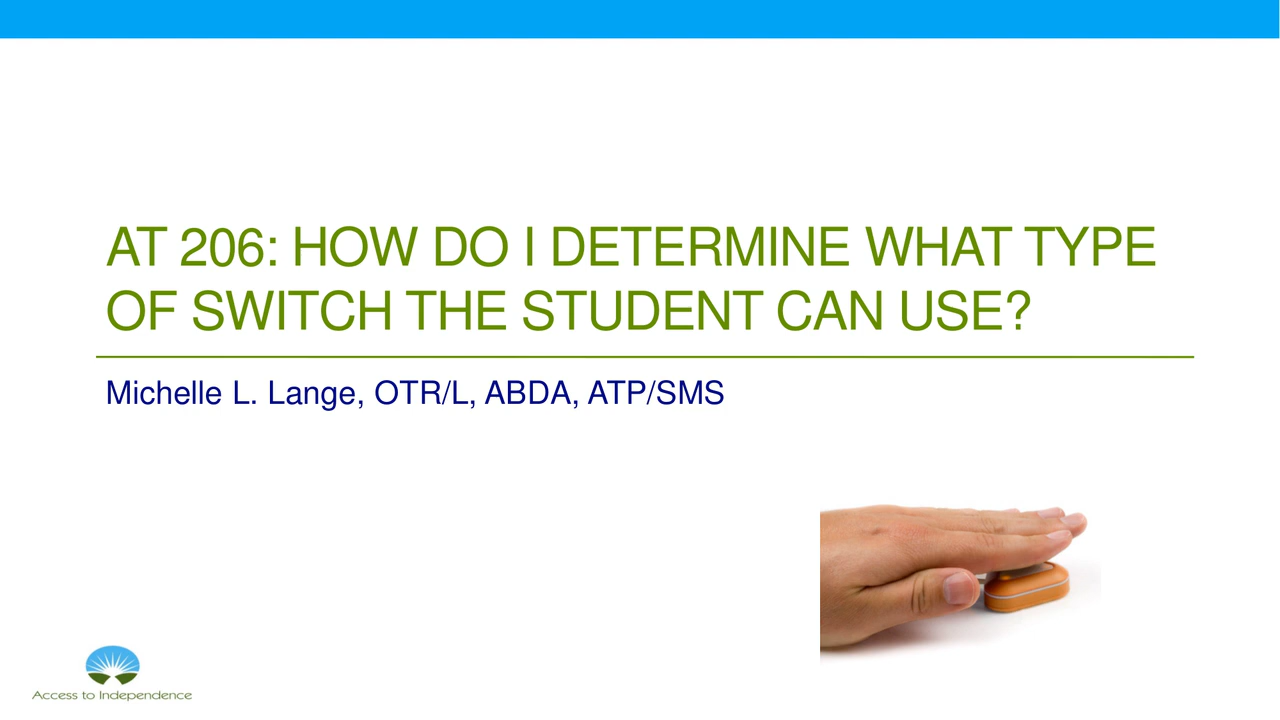 AT 206: HOW DO I DETERMINE WHAT TYPE
OF SWITCH THE STUDENT CAN USE?
Michelle L. Lange, OTR/L, ABDA, ATP/SMS
Access to Independence